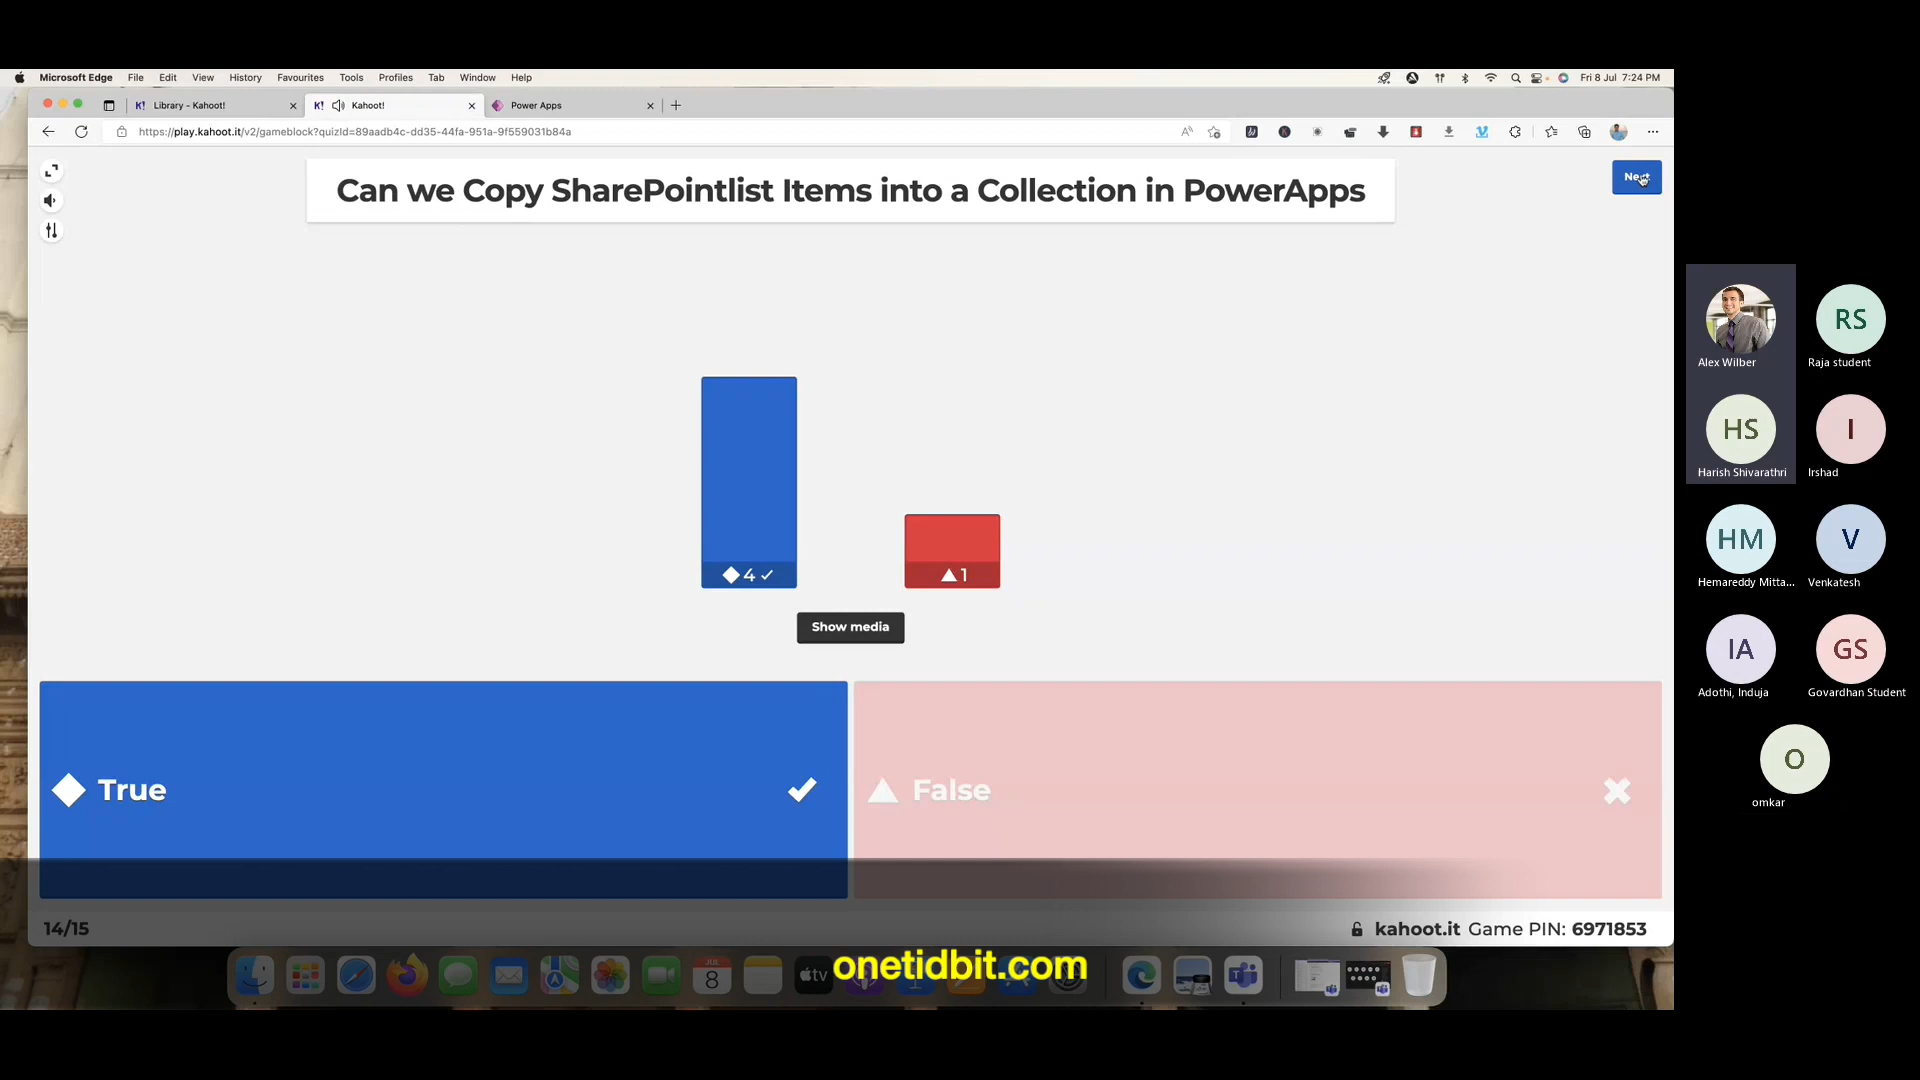 Microsoft Edge File Edit View History Favourites Tools Profiles Tab Window Help Fri 8 Jul 7:24 PM
K! Library - Kahoot! K! Kahoot! Power Apps
https://play.kahoot.it/v2/gameblock?quizId=89aadb4c-dd35-44fa-951a-9f559031b84a
Can we Copy SharePointlist Items into a Collection in PowerApps
4
1
Show media
True
False
14/15
kahoot.it Game PIN: 6971853
JUL
8
tv
onetidbit.com
Alex Wilber
RS
Raja student
HS
Harish Shivarathri
I
Irshad
HM
Hemareddy Mitta...
V
Venkatesh
IA
Adothi, Induja
GS
Govardhan Student
O
omkar